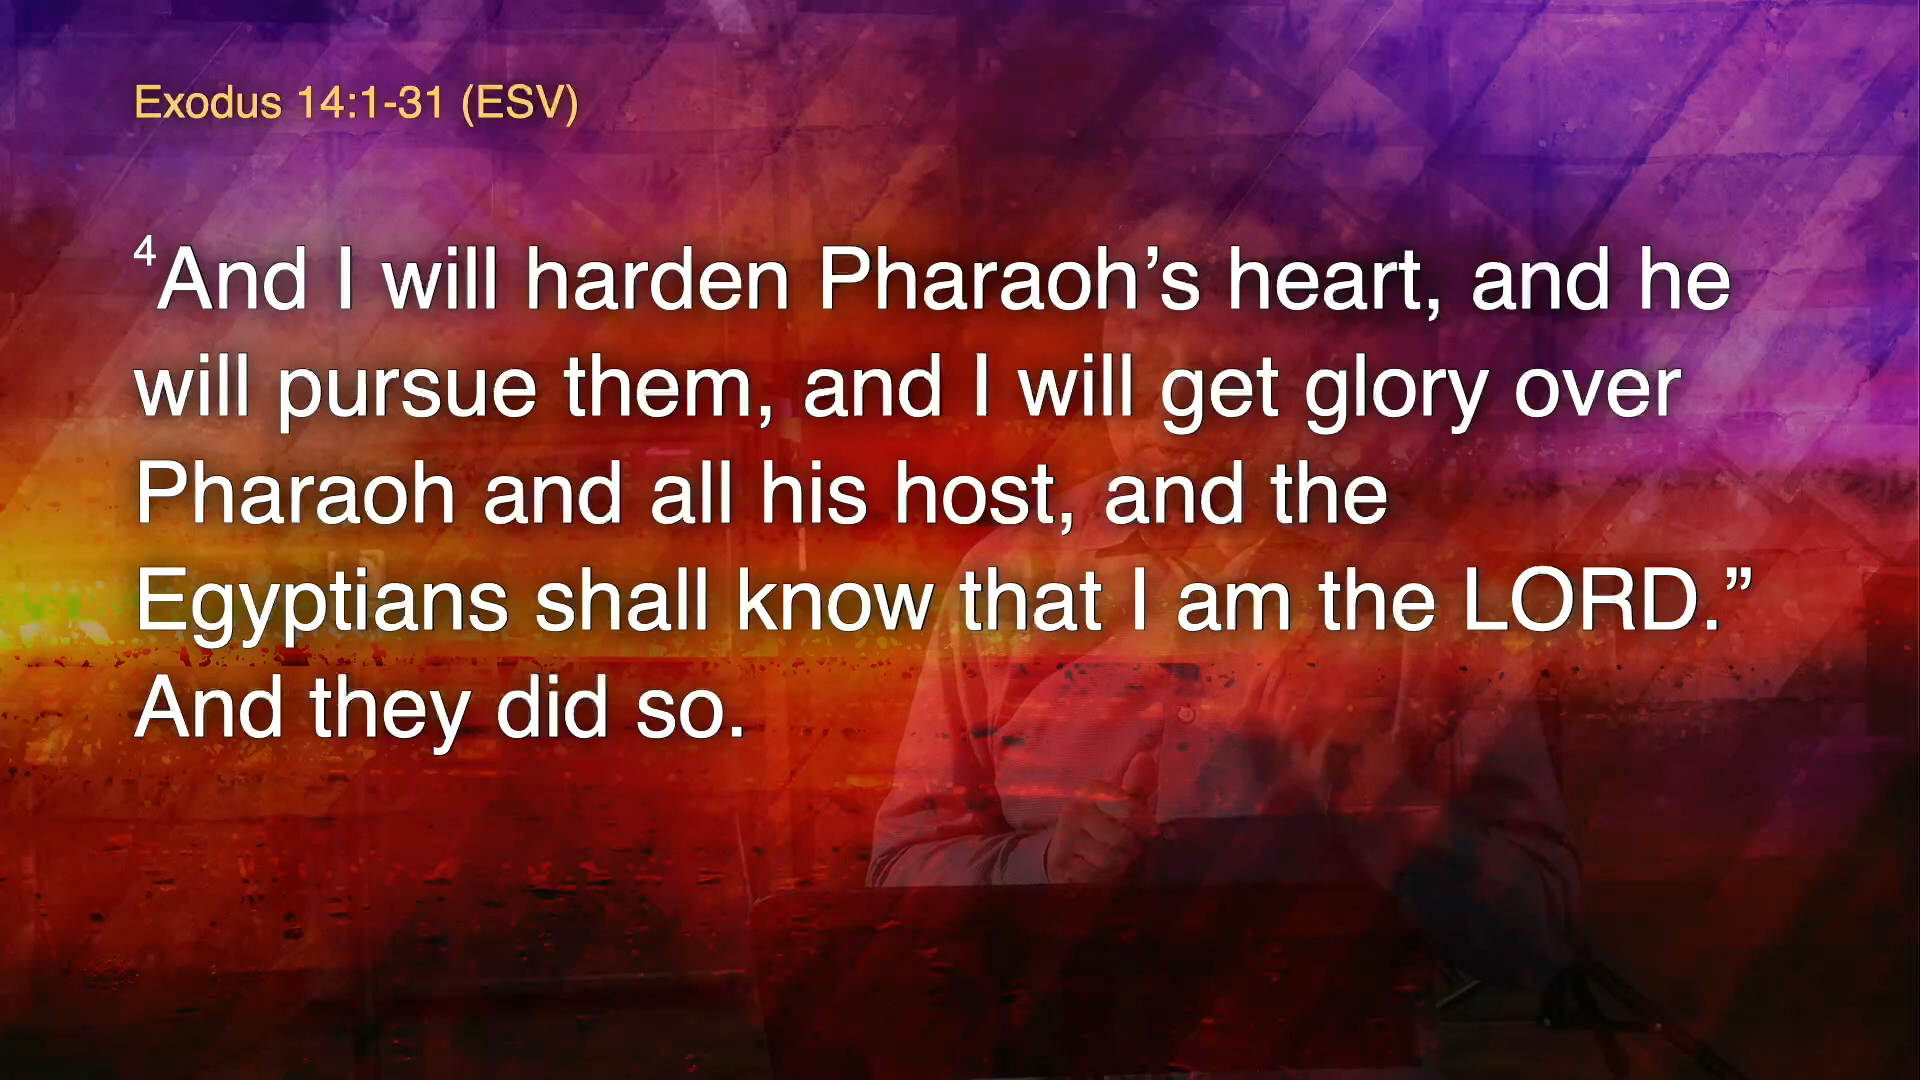 Exodus 14:1-31 (ESV)
4And I will harden Pharaoh’s heart, and he
will pursue them, and I will get glory over
Pharaoh and all his host, and the
Egyptians shall know that I am the LORD.”
And they did so.